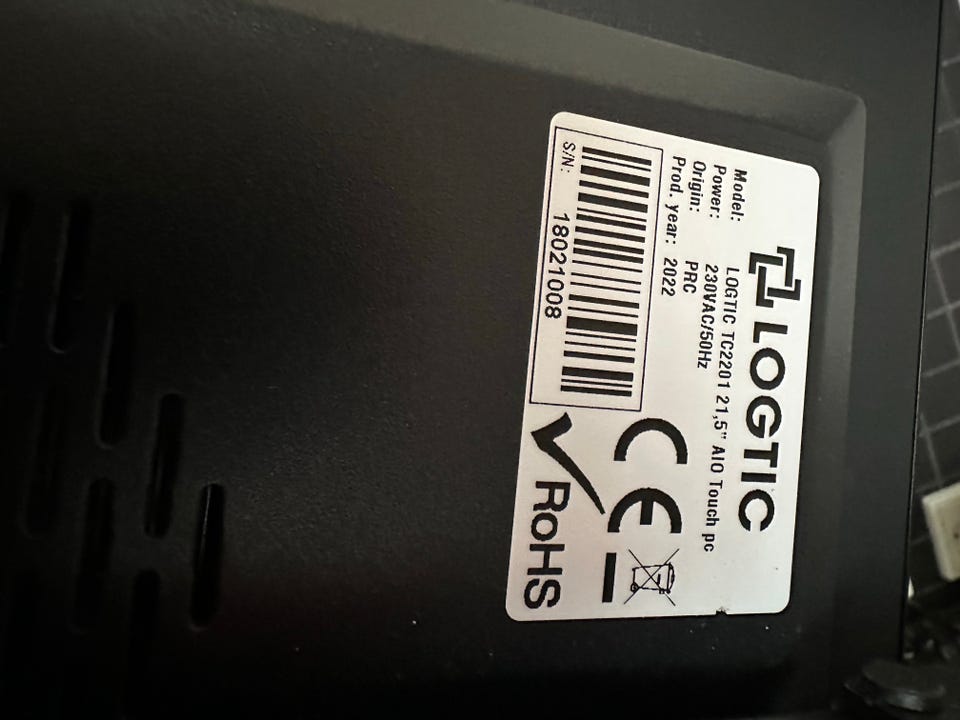 LOGTIC
Model: LOGTIC TC2201 21,5" AIO Touch pc
Power: 230VAC/50Hz
Origin: PRC
Prod. year: 2022
S/N: 18021008
CE
RoHS